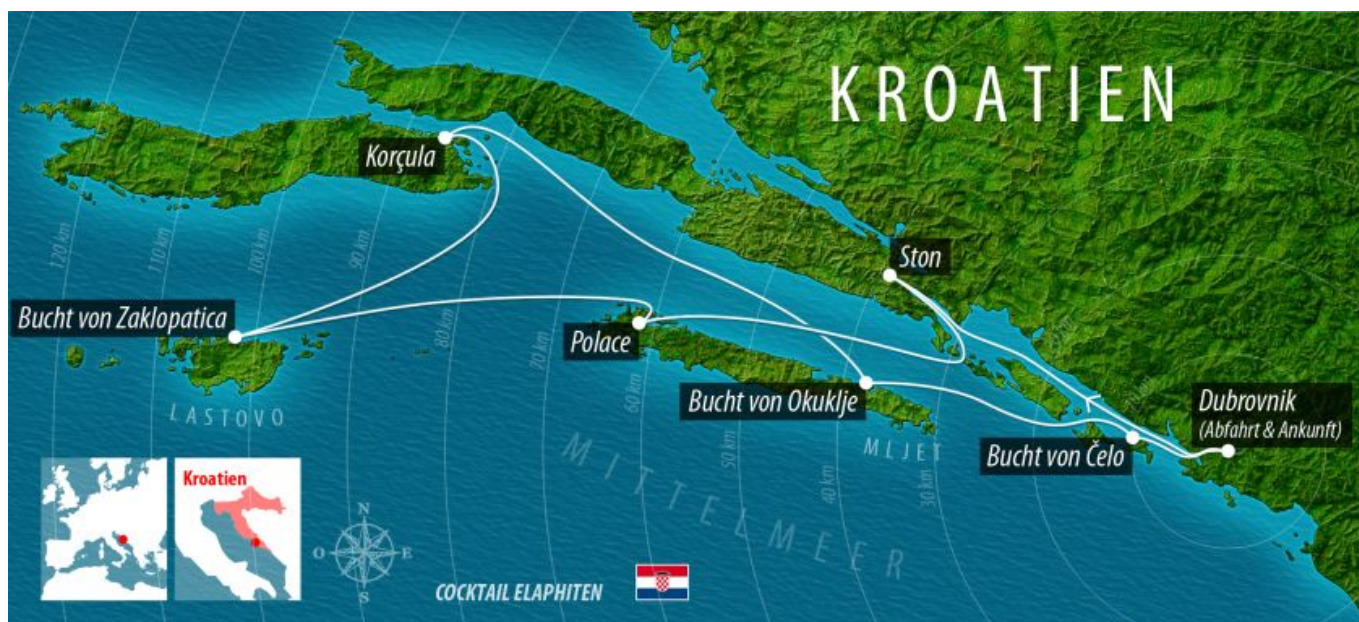 KROATIEN
Korçula
Ston
Bucht von Zaklopatica
Polace
Bucht von Okuklje
Dubrovnik
(Abfahrt & Ankunft)
Bucht von Čelo
LASTOVO
MLJET
MITTELMEER
120 km
110 km
100 km
90 km
80 km
70 km
60 km
50 km
40 km
30 km
Kroatien
N
O
E
S
COCKTAIL ELAPHITEN